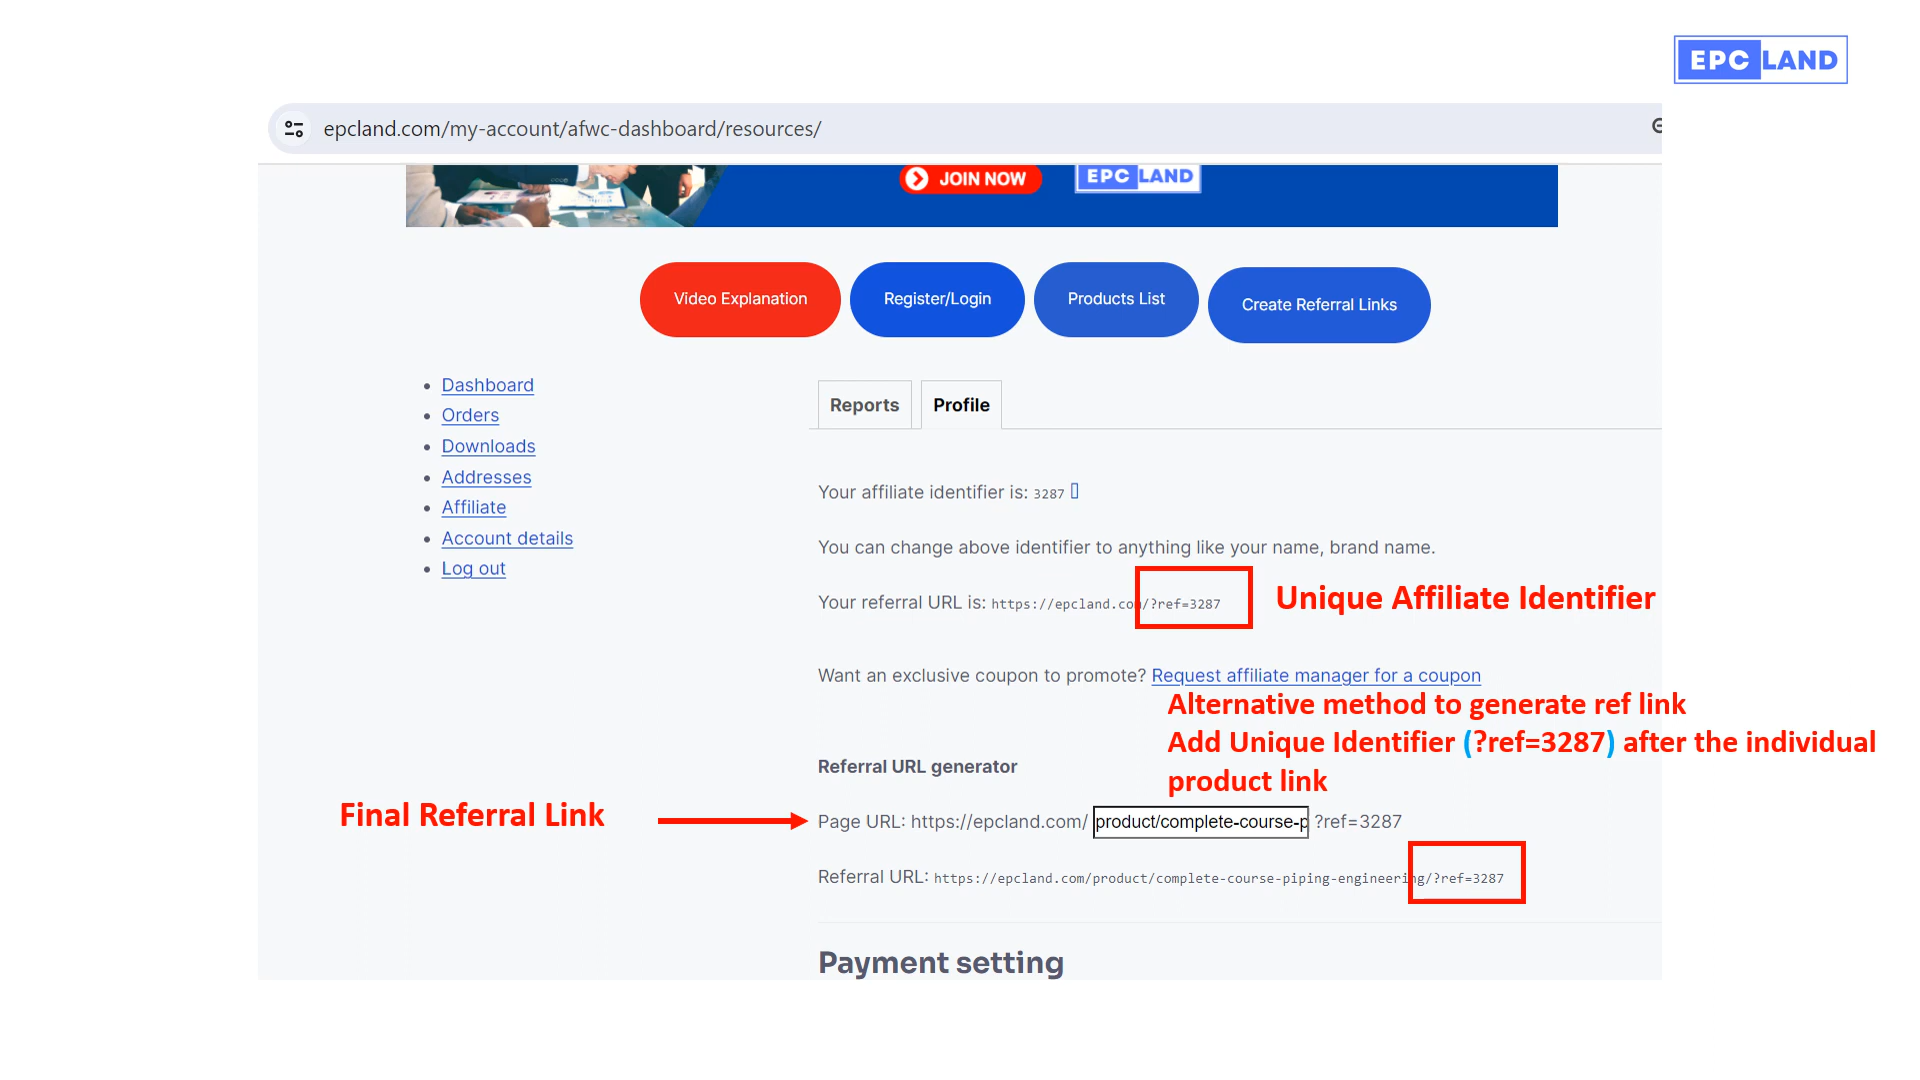 EPC LAND
epcland.com/my-account/afwc-dashboard/resources/
JOIN NOW
EPC LAND
Video Explanation
Register/Login
Products List
Create Referral Links
Dashboard
Orders
Downloads
Addresses
Affiliate
Account details
Log out
Reports
Profile
Your affiliate identifier is: 3287
You can change above identifier to anything like your name, brand name.
Your referral URL is: https://epcland.com/?ref=3287
Unique Affiliate Identifier
Want an exclusive coupon to promote? Request affiliate manager for a coupon
Alternative method to generate ref link
Add Unique Identifier (?ref=3287) after the individual
product link
Referral URL generator
Final Referral Link
Page URL: https://epcland.com/ product/complete-course-p ?ref=3287
Referral URL: https://epcland.com/product/complete-course-piping-engineering/?ref=3287
Payment setting